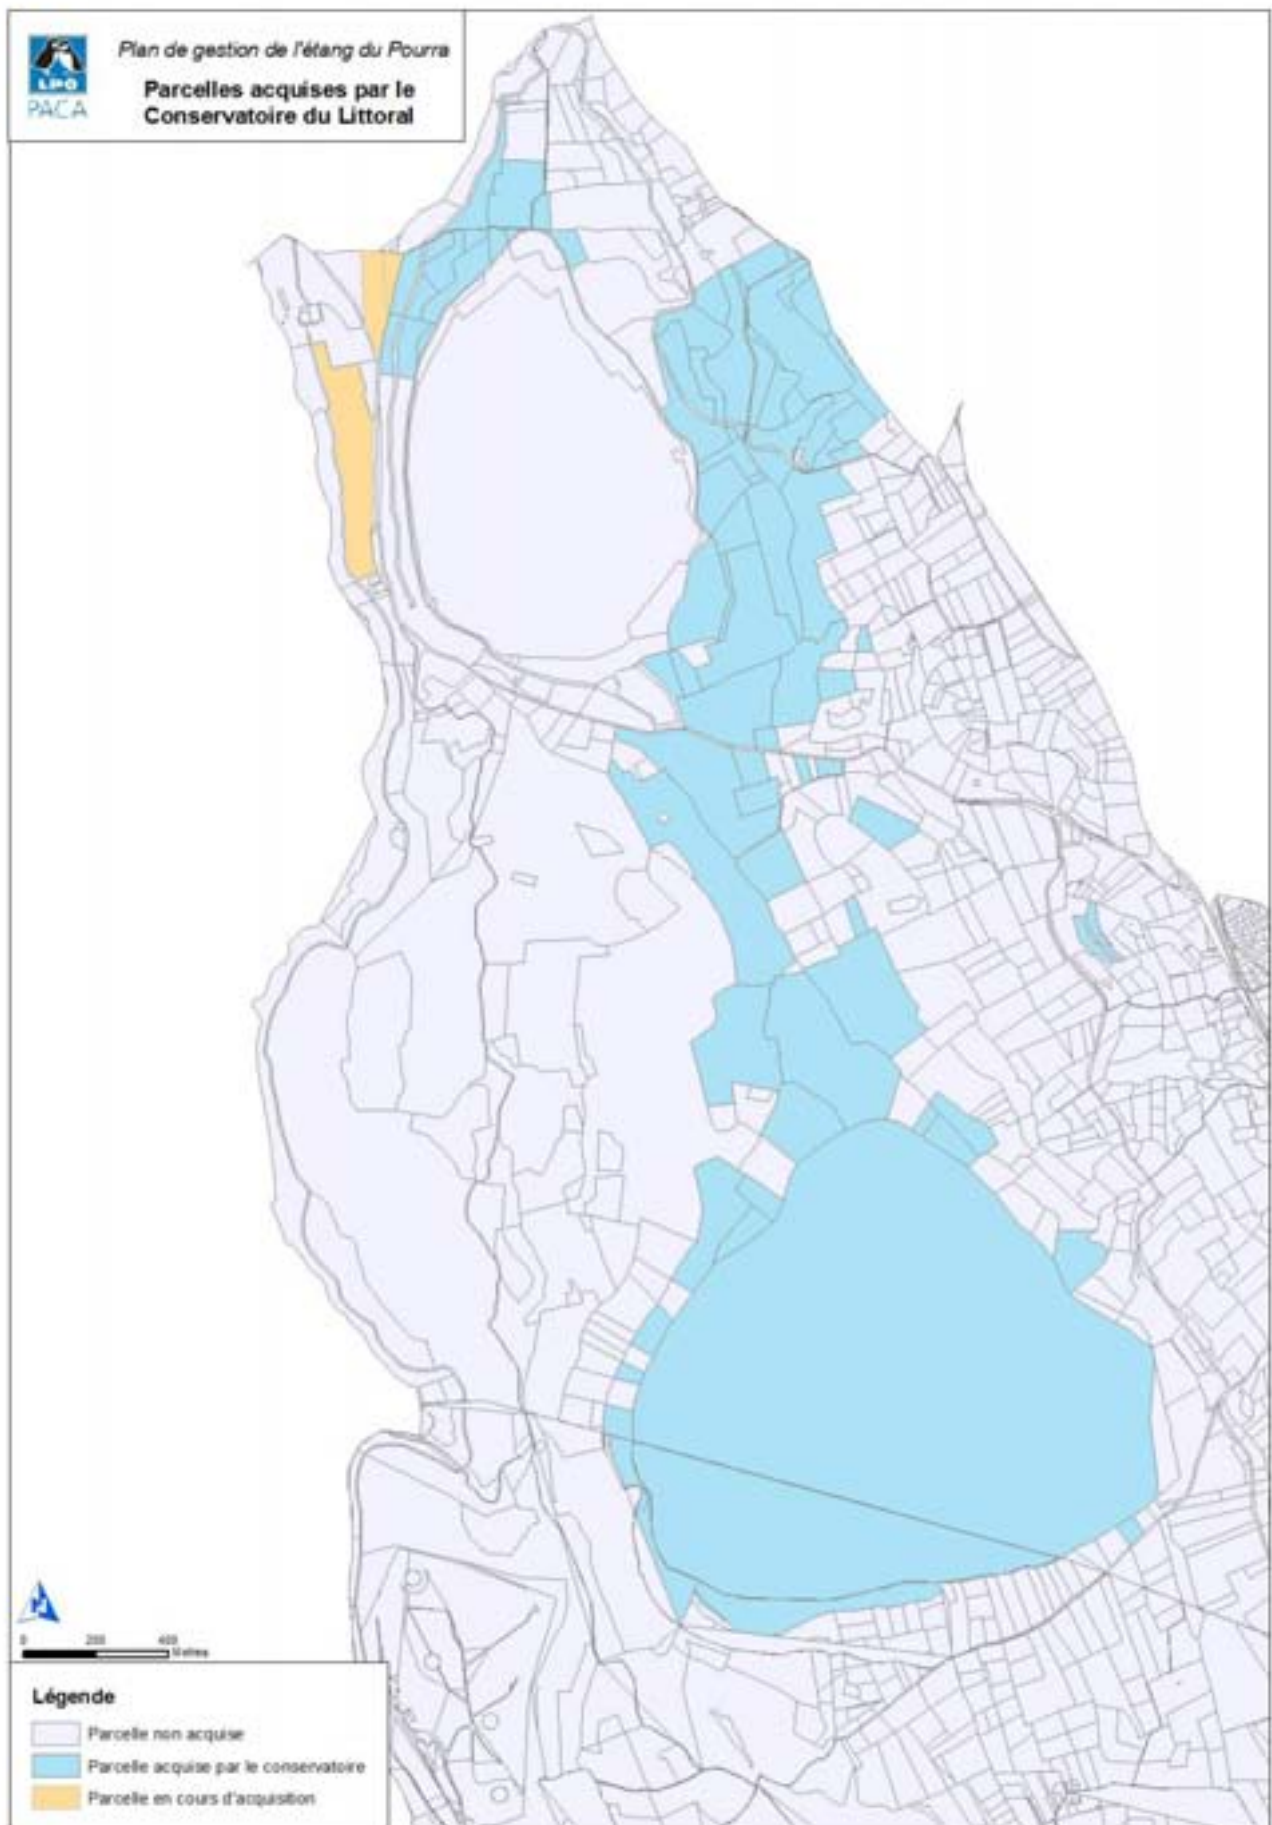 Plan de gestion de l'étang du Pourra
Parcelles acquises par le
Conservatoire du Littoral
LPO
PACA
0 200 400
Mètres
Légende
Parcelle non acquise
Parcelle acquise par le conservatoire
Parcelle en cours d'acquisition